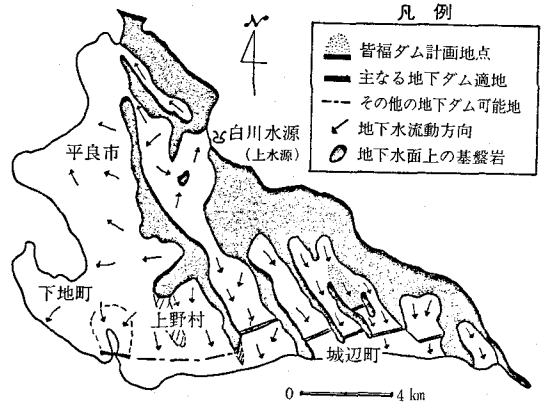 凡例
皆福ダム計画地点
主なる地下ダム適地
その他の地下ダム可能地
地下水流動方向
地下水面上の基盤岩
N
白川水源
(上水源)
平良市
下地町
上野村
城辺町
0 4km